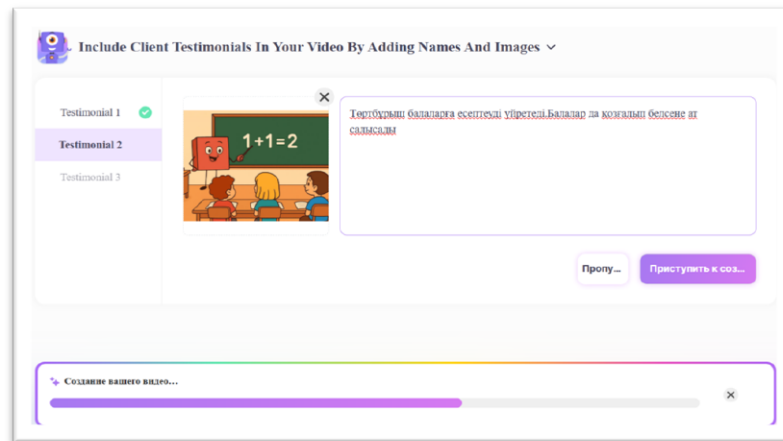 Include Client Testimonials In Your Video By Adding Names And Images
Testimonial 1
Testimonial 2
Testimonial 3
1+1=2
Төртбұрыш балаларға есептеуді үйретеді.Балалар да қозғалып белсене ат
салысады
Пропу...
Приступить к соз...
Создание вашего видео...